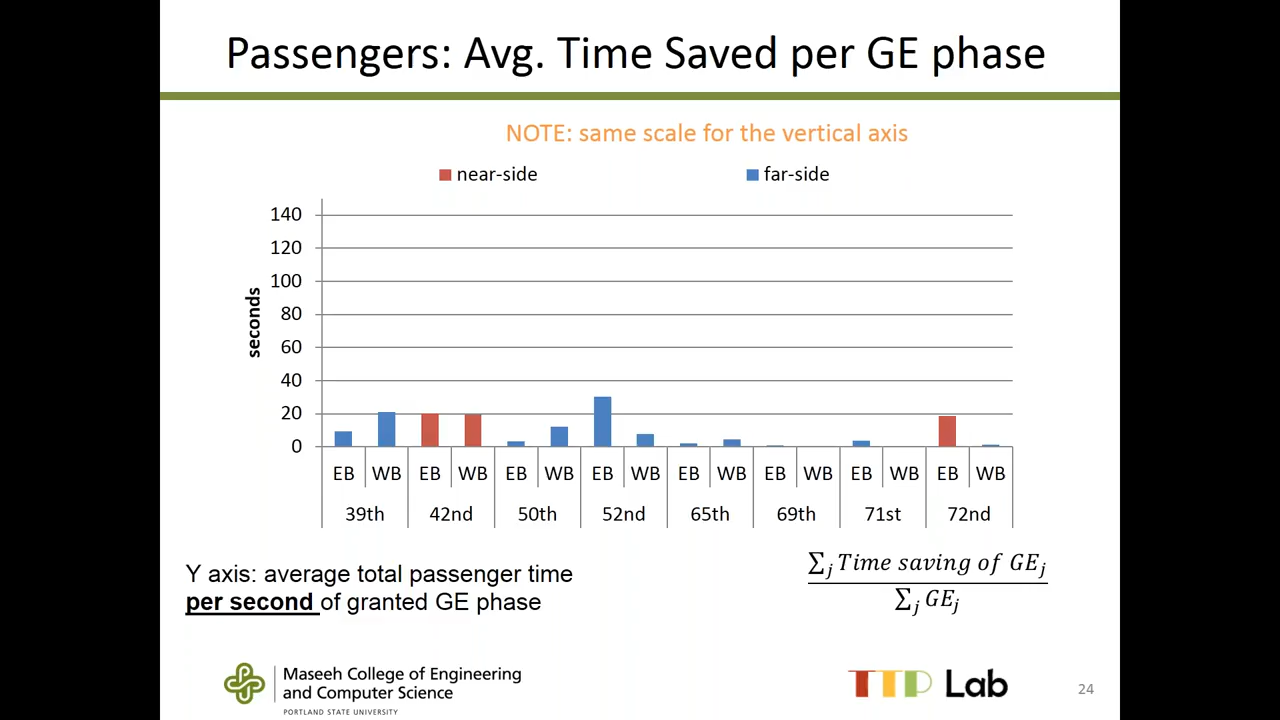 Passengers: Avg. Time Saved per GE phase
NOTE: same scale for the vertical axis
near-side far-side
140
120
100
80
60
40
20
0
seconds
EB WB EB WB EB WB EB WB EB WB EB WB EB WB EB WB
39th 42nd 50th 52nd 65th 69th 71st 72nd
Y axis: average total passenger time
per second of granted GE phase
∑j Time saving of GEj
∑j GEj
Maseeh College of Engineering
and Computer Science
PORTLAND STATE UNIVERSITY
TTP Lab
24